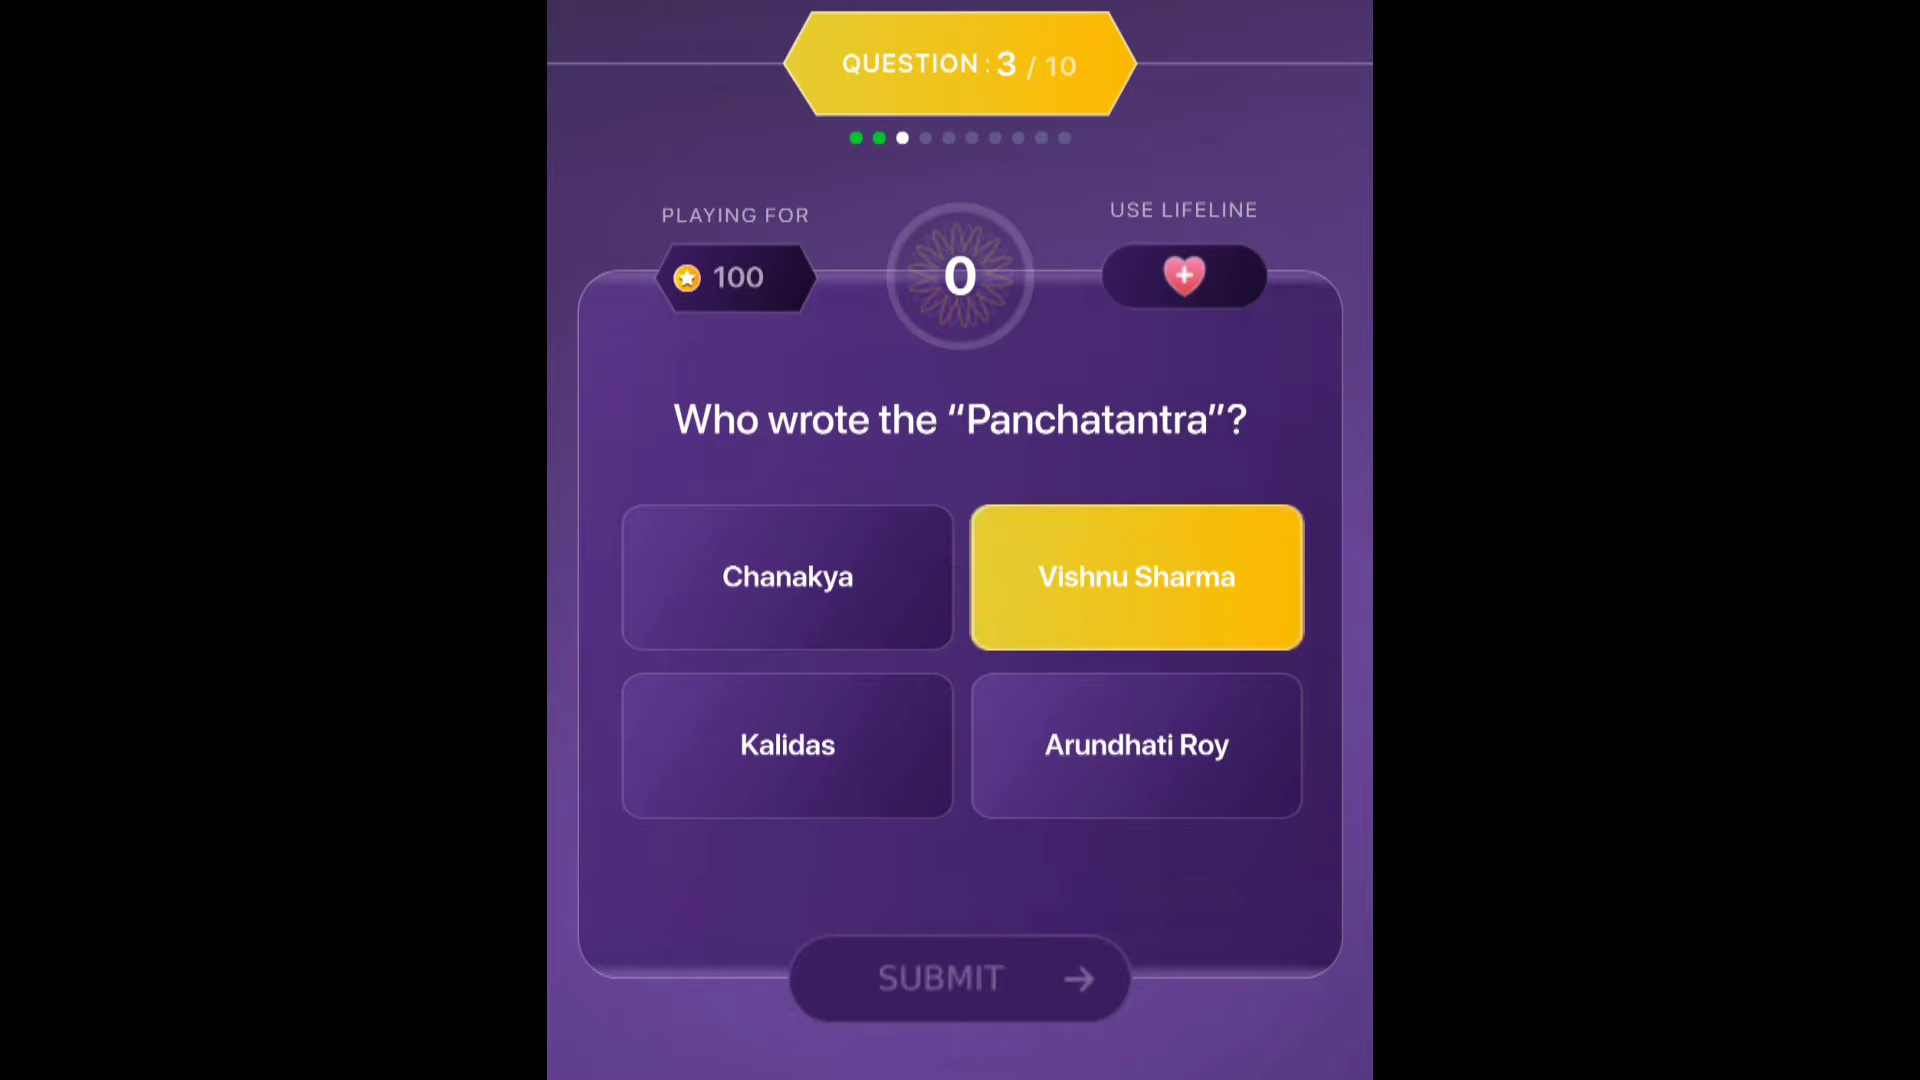 QUESTION : 3 / 10
PLAYING FOR
USE LIFELINE
100
0
Who wrote the “Panchatantra”?
Chanakya
Vishnu Sharma
Kalidas
Arundhati Roy
SUBMIT →